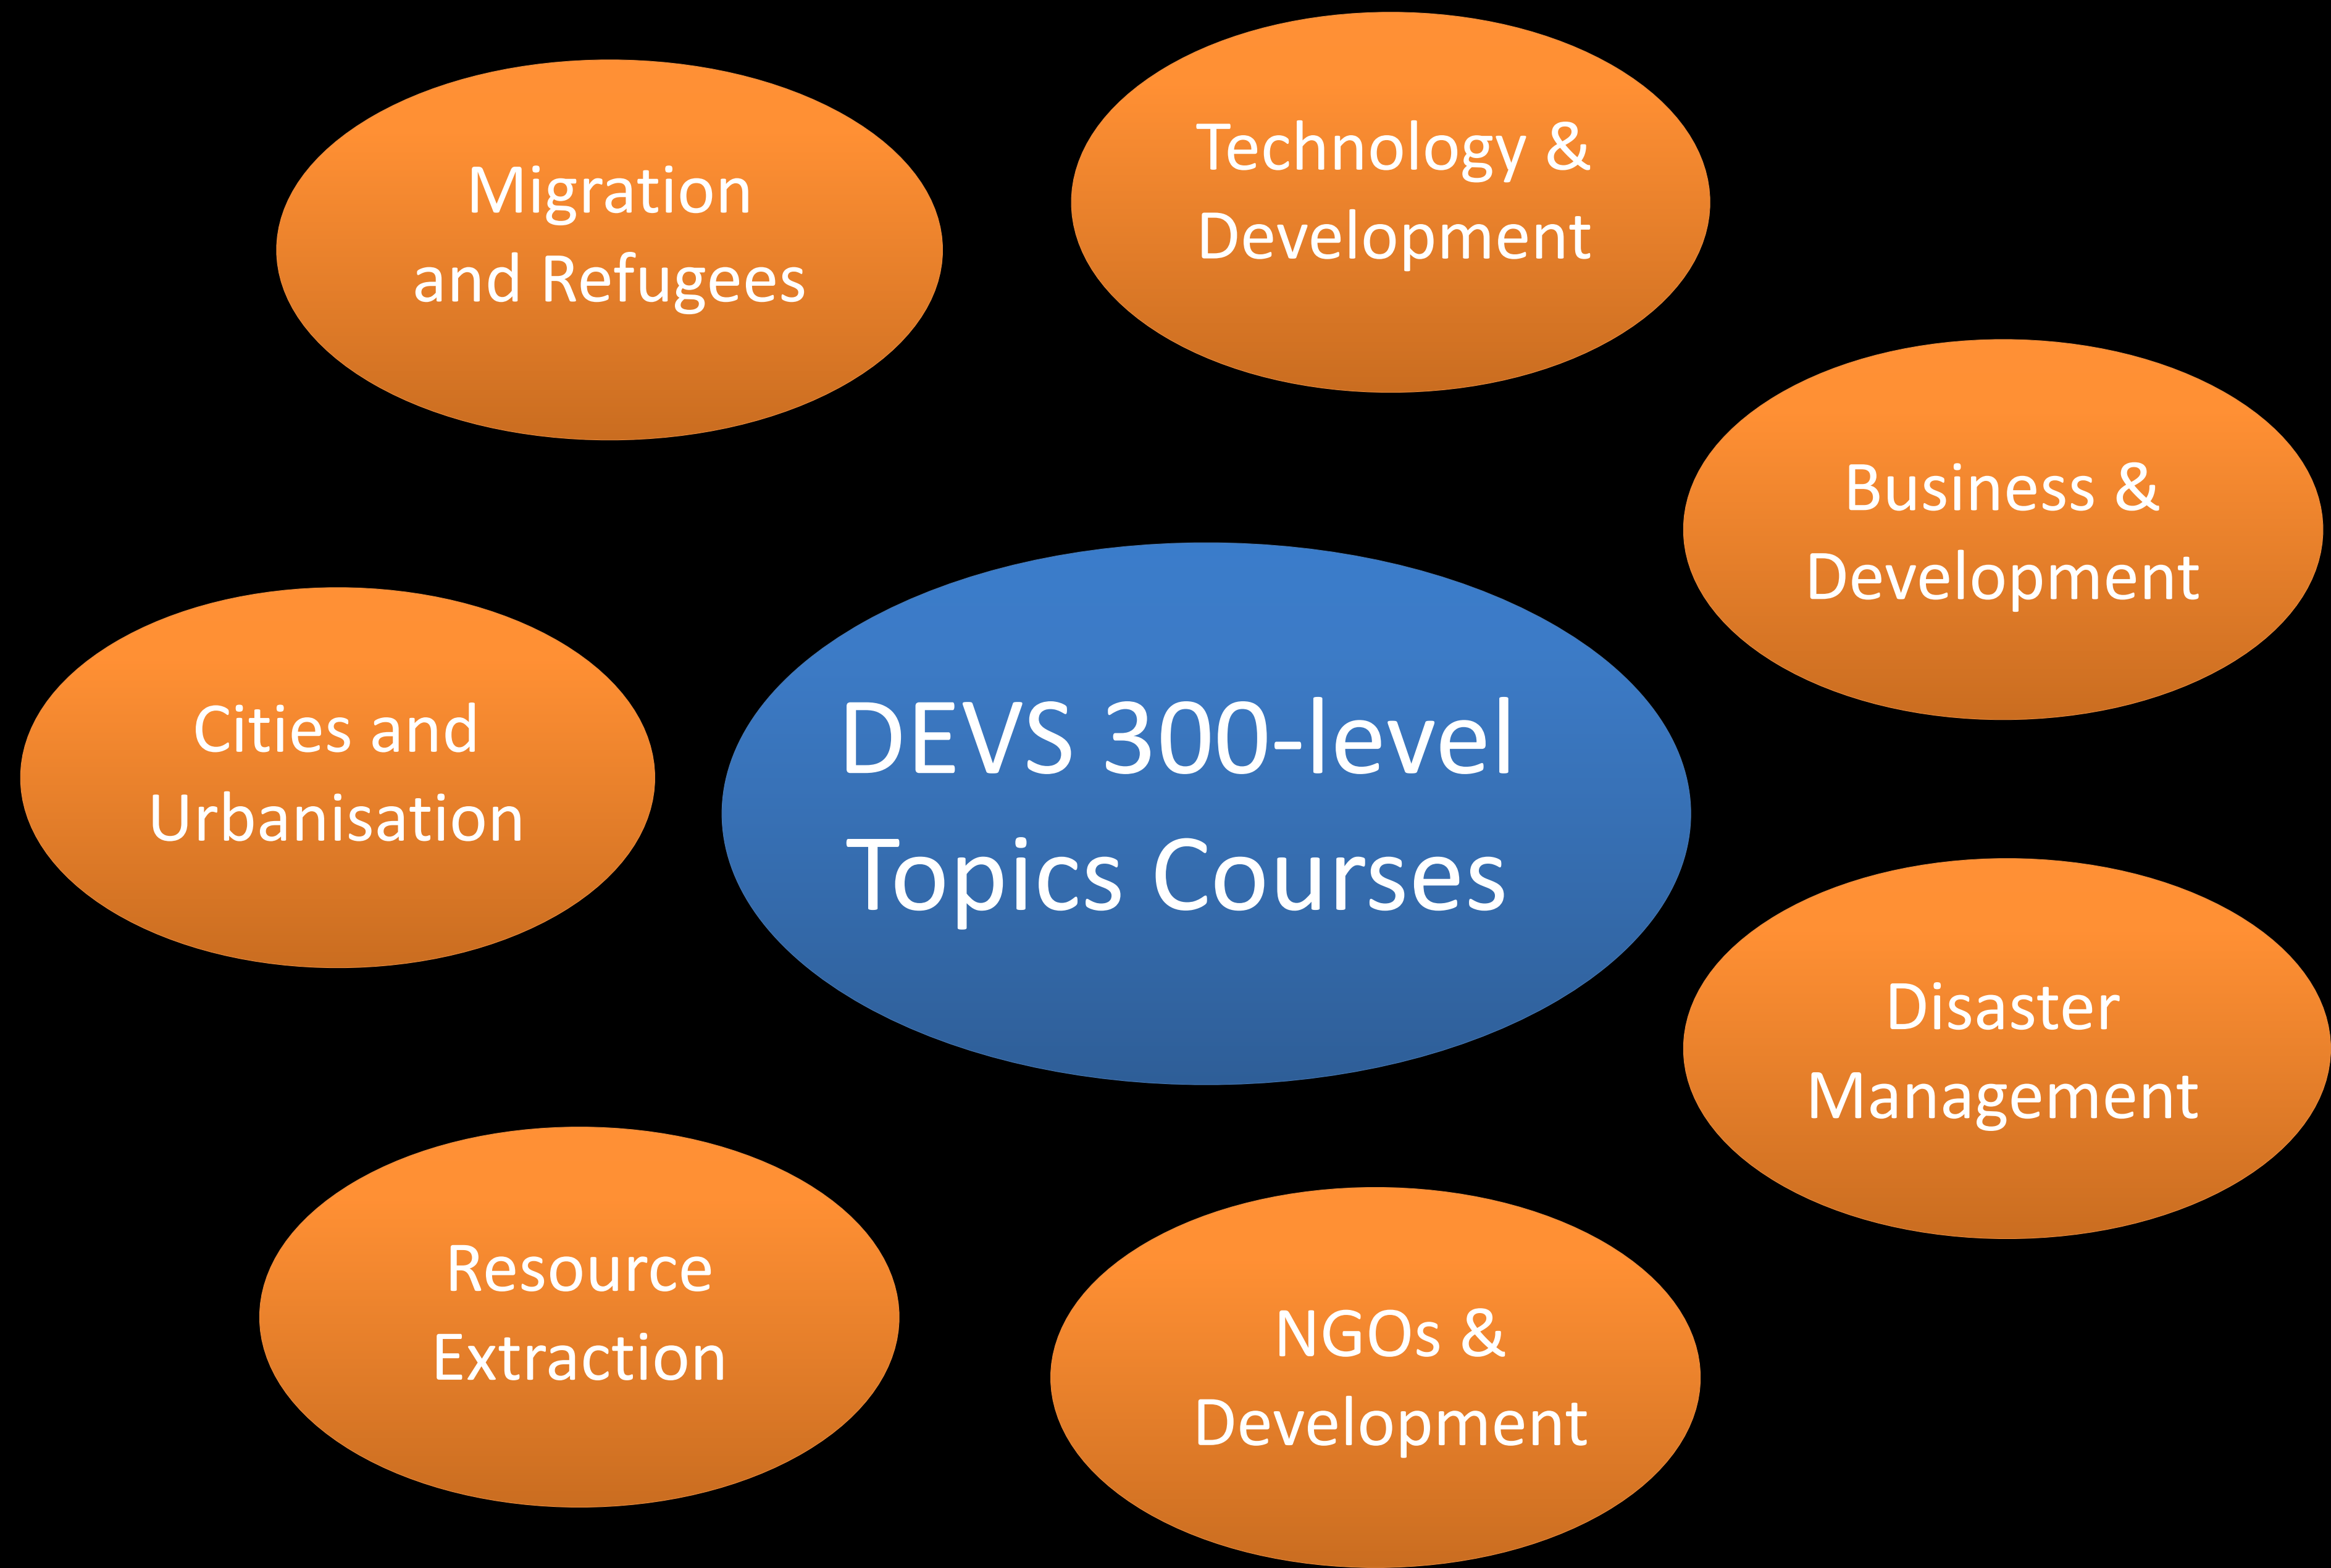 Migration
and Refugees
Technology &
Development
Business &
Development
Cities and
Urbanisation
DEVS 300-level
Topics Courses
Disaster
Management
Resource
Extraction
NGOs &
Development